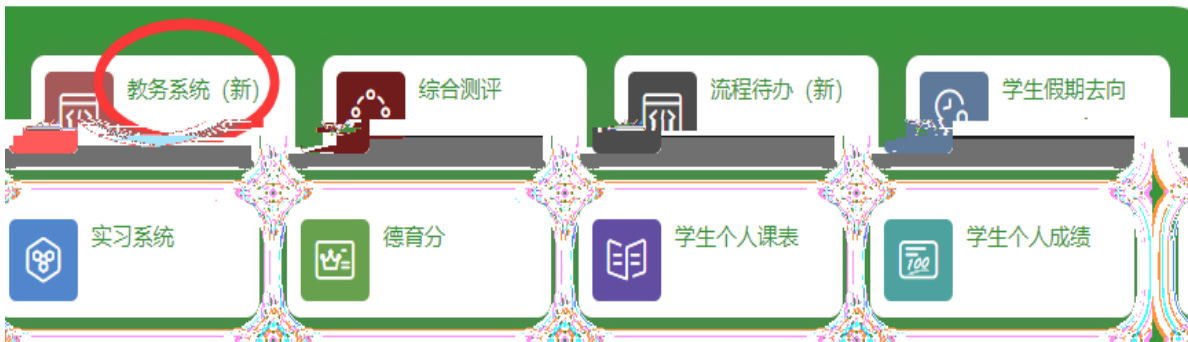 教务系统（新）
综合测评
流程待办（新）
学生假期去向
实习系统
德育分
学生个人课表
学生个人成绩
100